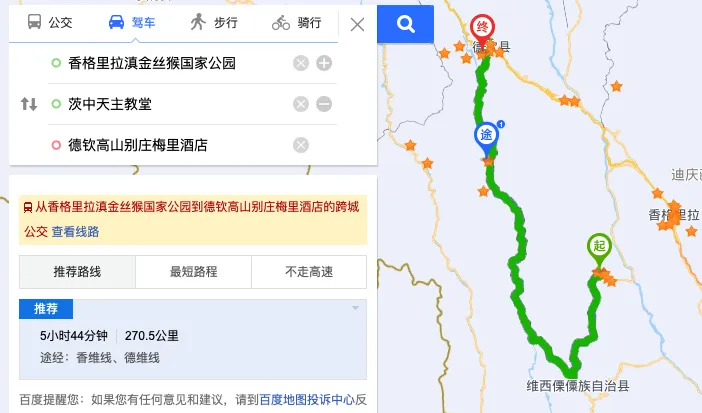 公交 驾车 步行 骑行
香格里拉滇金丝猴国家公园
茨中天主教堂
德钦高山别庄梅里酒店
从香格里拉滇金丝猴国家公园到德钦高山别庄梅里酒店的跨城
公交 查看线路
推荐路线 最短路程 不走高速
推荐
5小时44分钟 270.5公里
途经：香维线、德维线
百度提醒您：如果您有任何意见和建议，请到百度地图投诉中心反
终
途
1
迪庆
香格里拉
起
维西傈僳族自治县